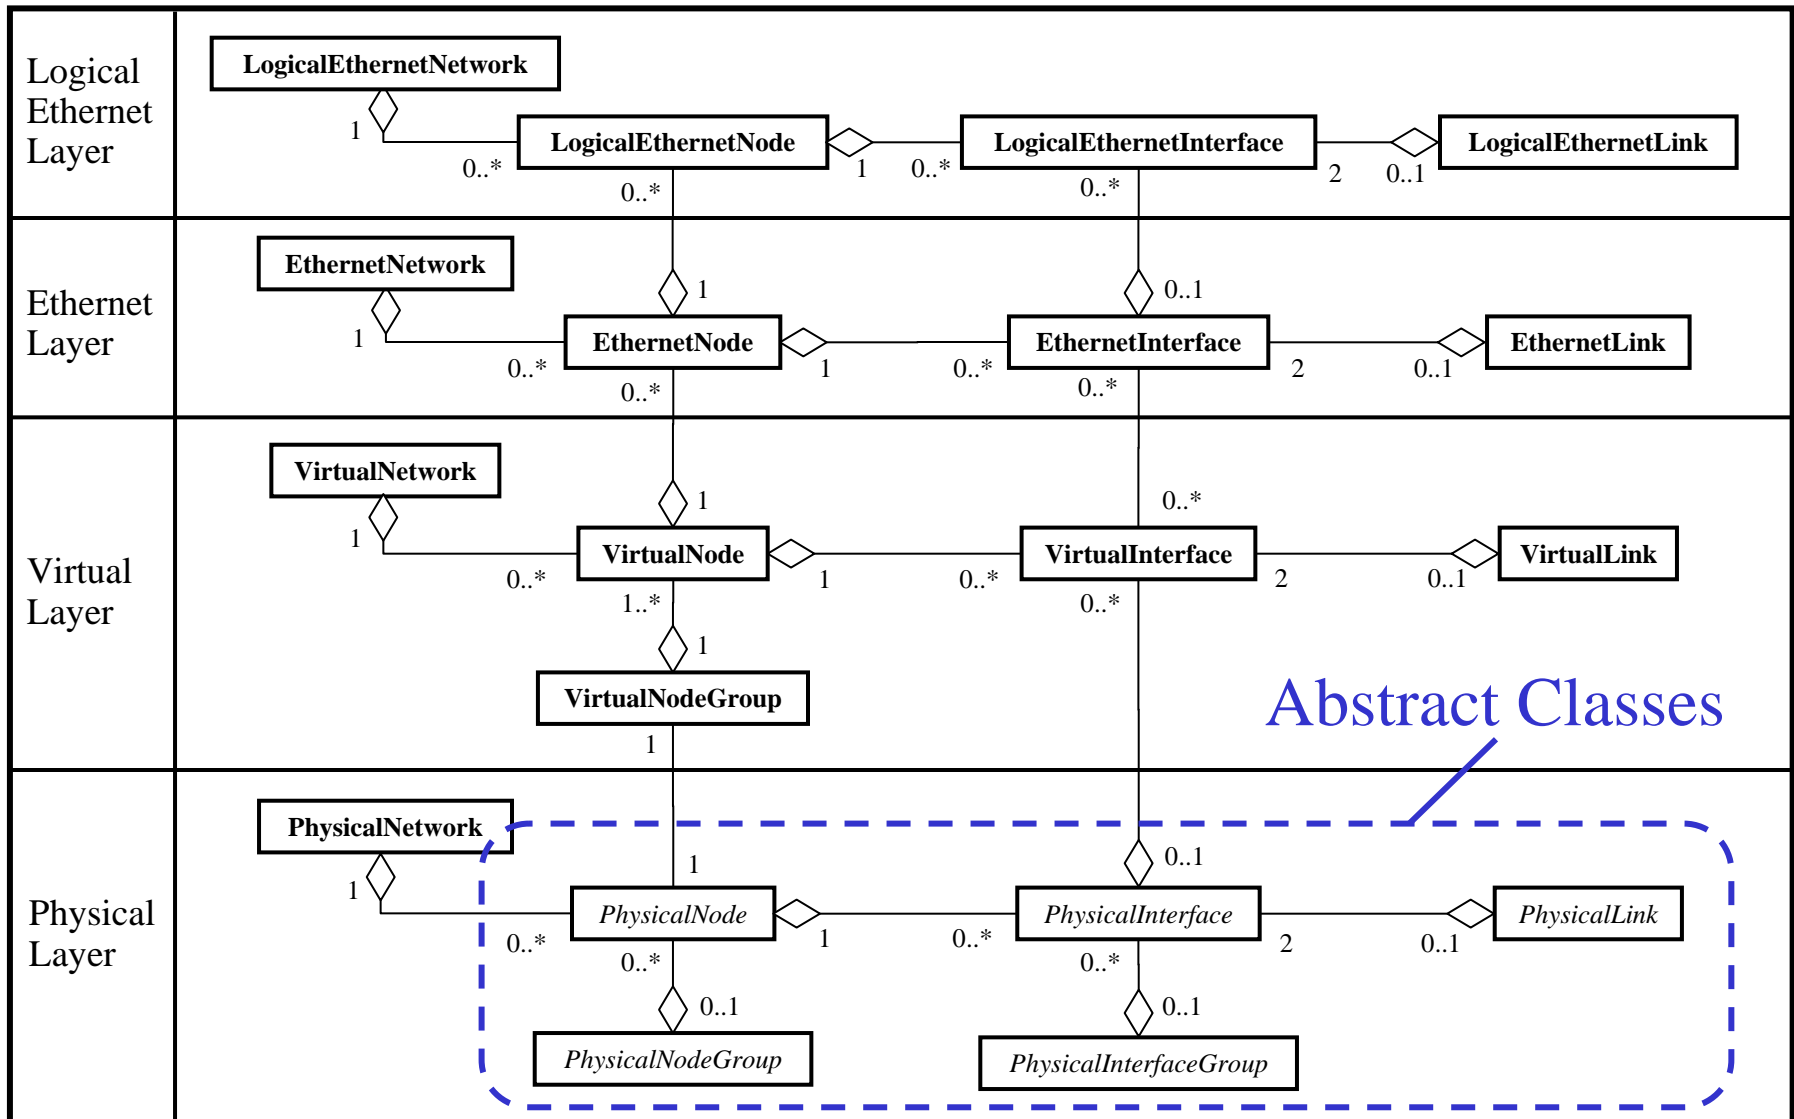 Logical
Ethernet
Layer
LogicalEthernetNetwork
1
LogicalEthernetNode
LogicalEthernetInterface
LogicalEthernetLink
0..*
1
0..*
2
0..1
0..*
0..*
Ethernet
Layer
EthernetNetwork
1
0..1
1
EthernetNode
EthernetInterface
EthernetLink
0..*
1
0..*
2
0..1
0..*
0..*
Virtual
Layer
VirtualNetwork
1
0..*
1
VirtualNode
VirtualInterface
VirtualLink
0..*
1
0..*
2
0..1
1..*
0..*
1
VirtualNodeGroup
1
Abstract Classes
Physical
Layer
PhysicalNetwork
1
1
0..1
PhysicalNode
PhysicalInterface
PhysicalLink
0..*
1
0..*
2
0..1
0..*
0..*
0..1
0..1
PhysicalNodeGroup
PhysicalInterfaceGroup